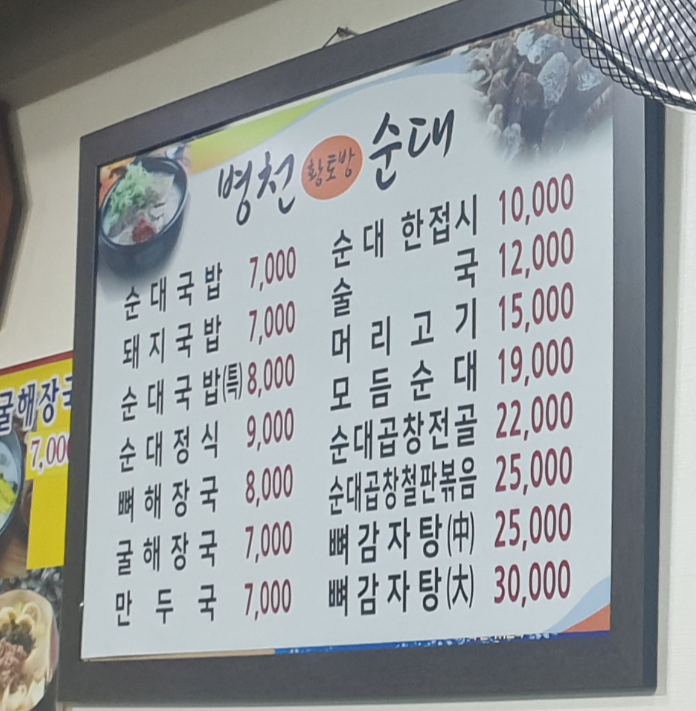 병천 황토방 순대
순대국밥 7,000
돼지국밥 7,000
순대국밥(특) 8,000
순대정식 9,000
뼈해장국 8,000
굴해장국 7,000
만두국 7,000
순대 한접시 10,000
술국 12,000
머리고기 15,000
모듬순대 19,000
순대곱창전골 22,000
순대곱창철판볶음 25,000
뼈감자탕(中) 25,000
뼈감자탕(大) 30,000
굴해장국
7,000